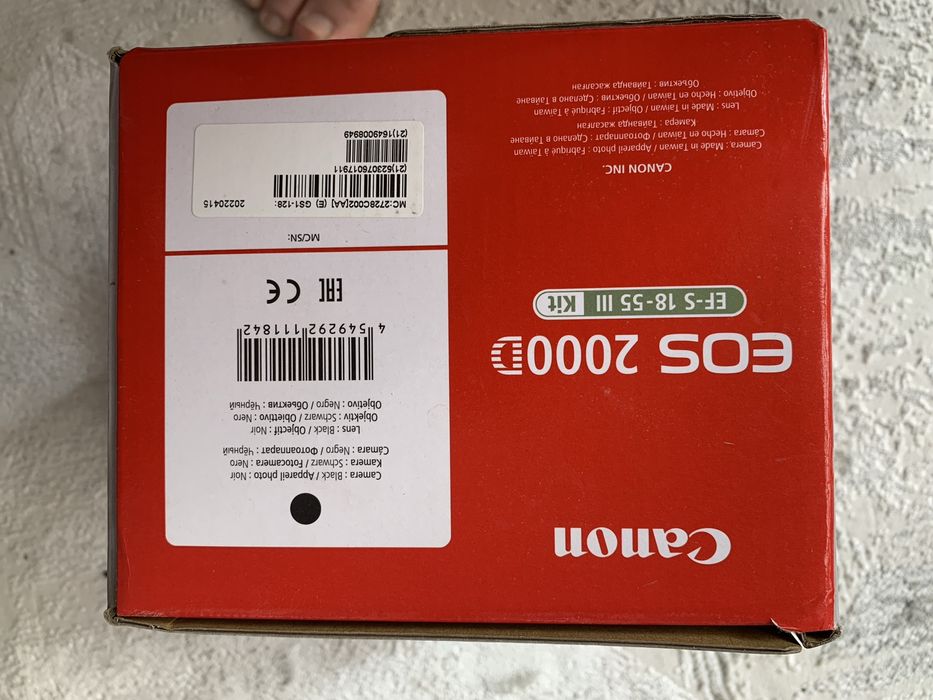 Canon
EOS 2000D
EF-S 18-55 III Kit
CANON INC.
Camera : Made in Taiwan / Appareil photo : Fabriqué à Taïwan
Cámara : Hecho en Taiwan / Фотоаппарат : Сделано в Тайване
Камера : Тайванда жасалған
Lens : Made in Taiwan / Objectif : Fabriqué à Taïwan
Objetivo : Hecho en Taiwan / Объектив : Сделано в Тайване
Объектив : Тайванда жасалған
Camera : Black / Appareil photo : Noir
Kamera : Schwarz / Fotocamera : Nero
Cámara : Negro / Фотоаппарат : Чёрный
Lens : Black / Objectif : Noir
Objektiv : Schwarz / Obiettivo : Nero
Objetivo : Negro / Объектив : Чёрный
4 549292 111842
EAC CE
MC/SN:
MC:2728C002[AA] (E) GS1-128: 20220415
(21)523076017911
(21)1649008949